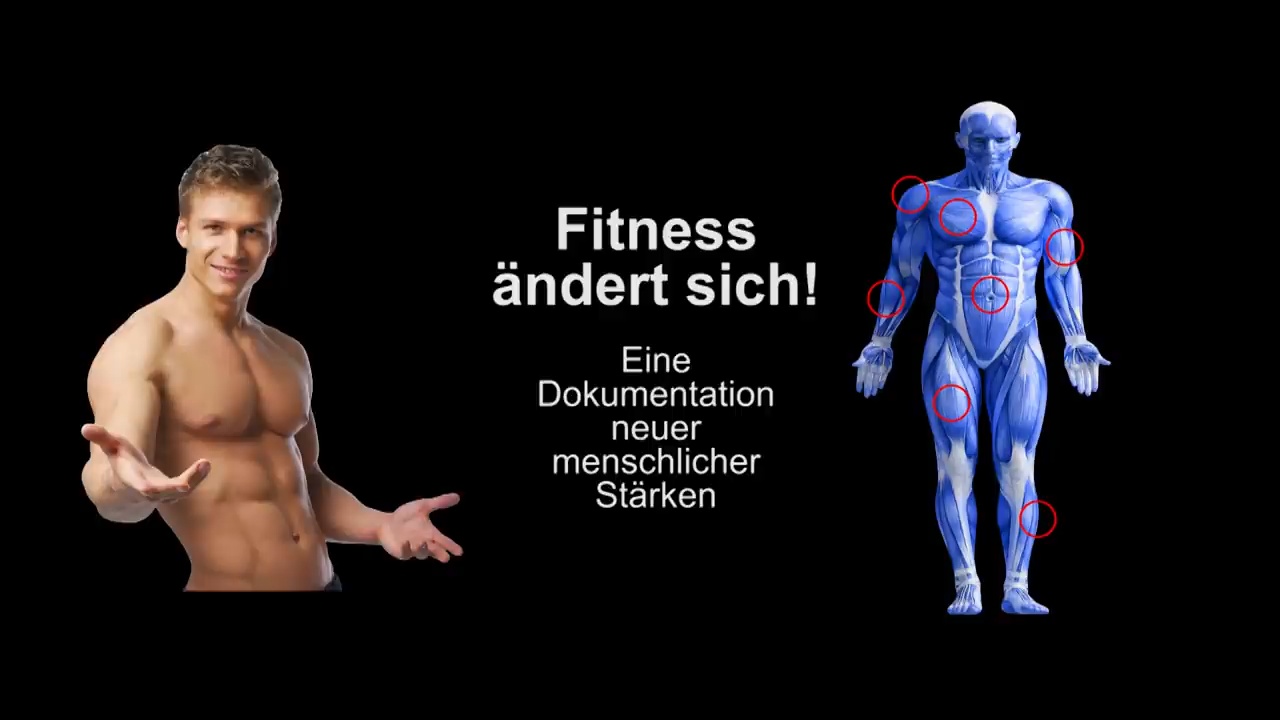 Fitness
ändert sich!
Eine
Dokumentation
neuer
menschlicher
Stärken